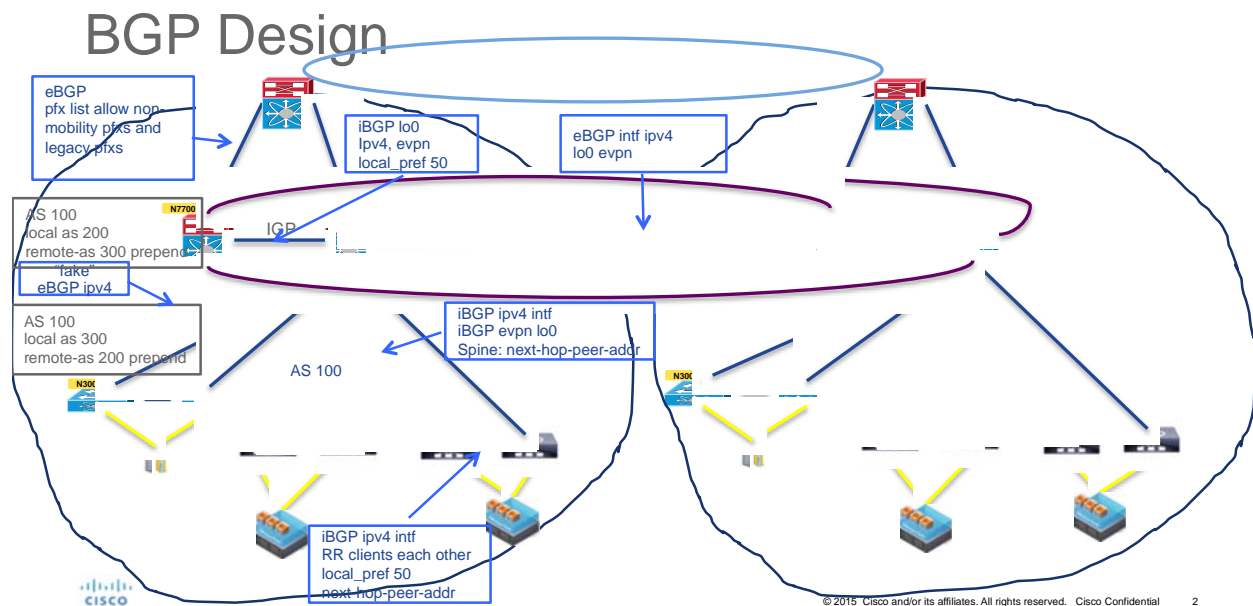 BGP Design
eBGP
pfx list allow non-
mobility pfxs and
legacy pfxs
iBGP lo0
Ipv4, evpn
local_pref 50
eBGP intf ipv4
lo0 evpn
AS 100
local as 200
remote-as 300 prepend
N7700
IGP
“fake”
eBGP ipv4
AS 100
local as 300
remote-as 200 prepend
iBGP ipv4 intf
iBGP evpn lo0
Spine: next-hop-peer-addr
AS 100
N300
N300
iBGP ipv4 intf
RR clients each other
local_pref 50
next-hop-peer-addr
CISCO
© 2015 Cisco and/or its affiliates. All rights reserved. Cisco Confidential 2